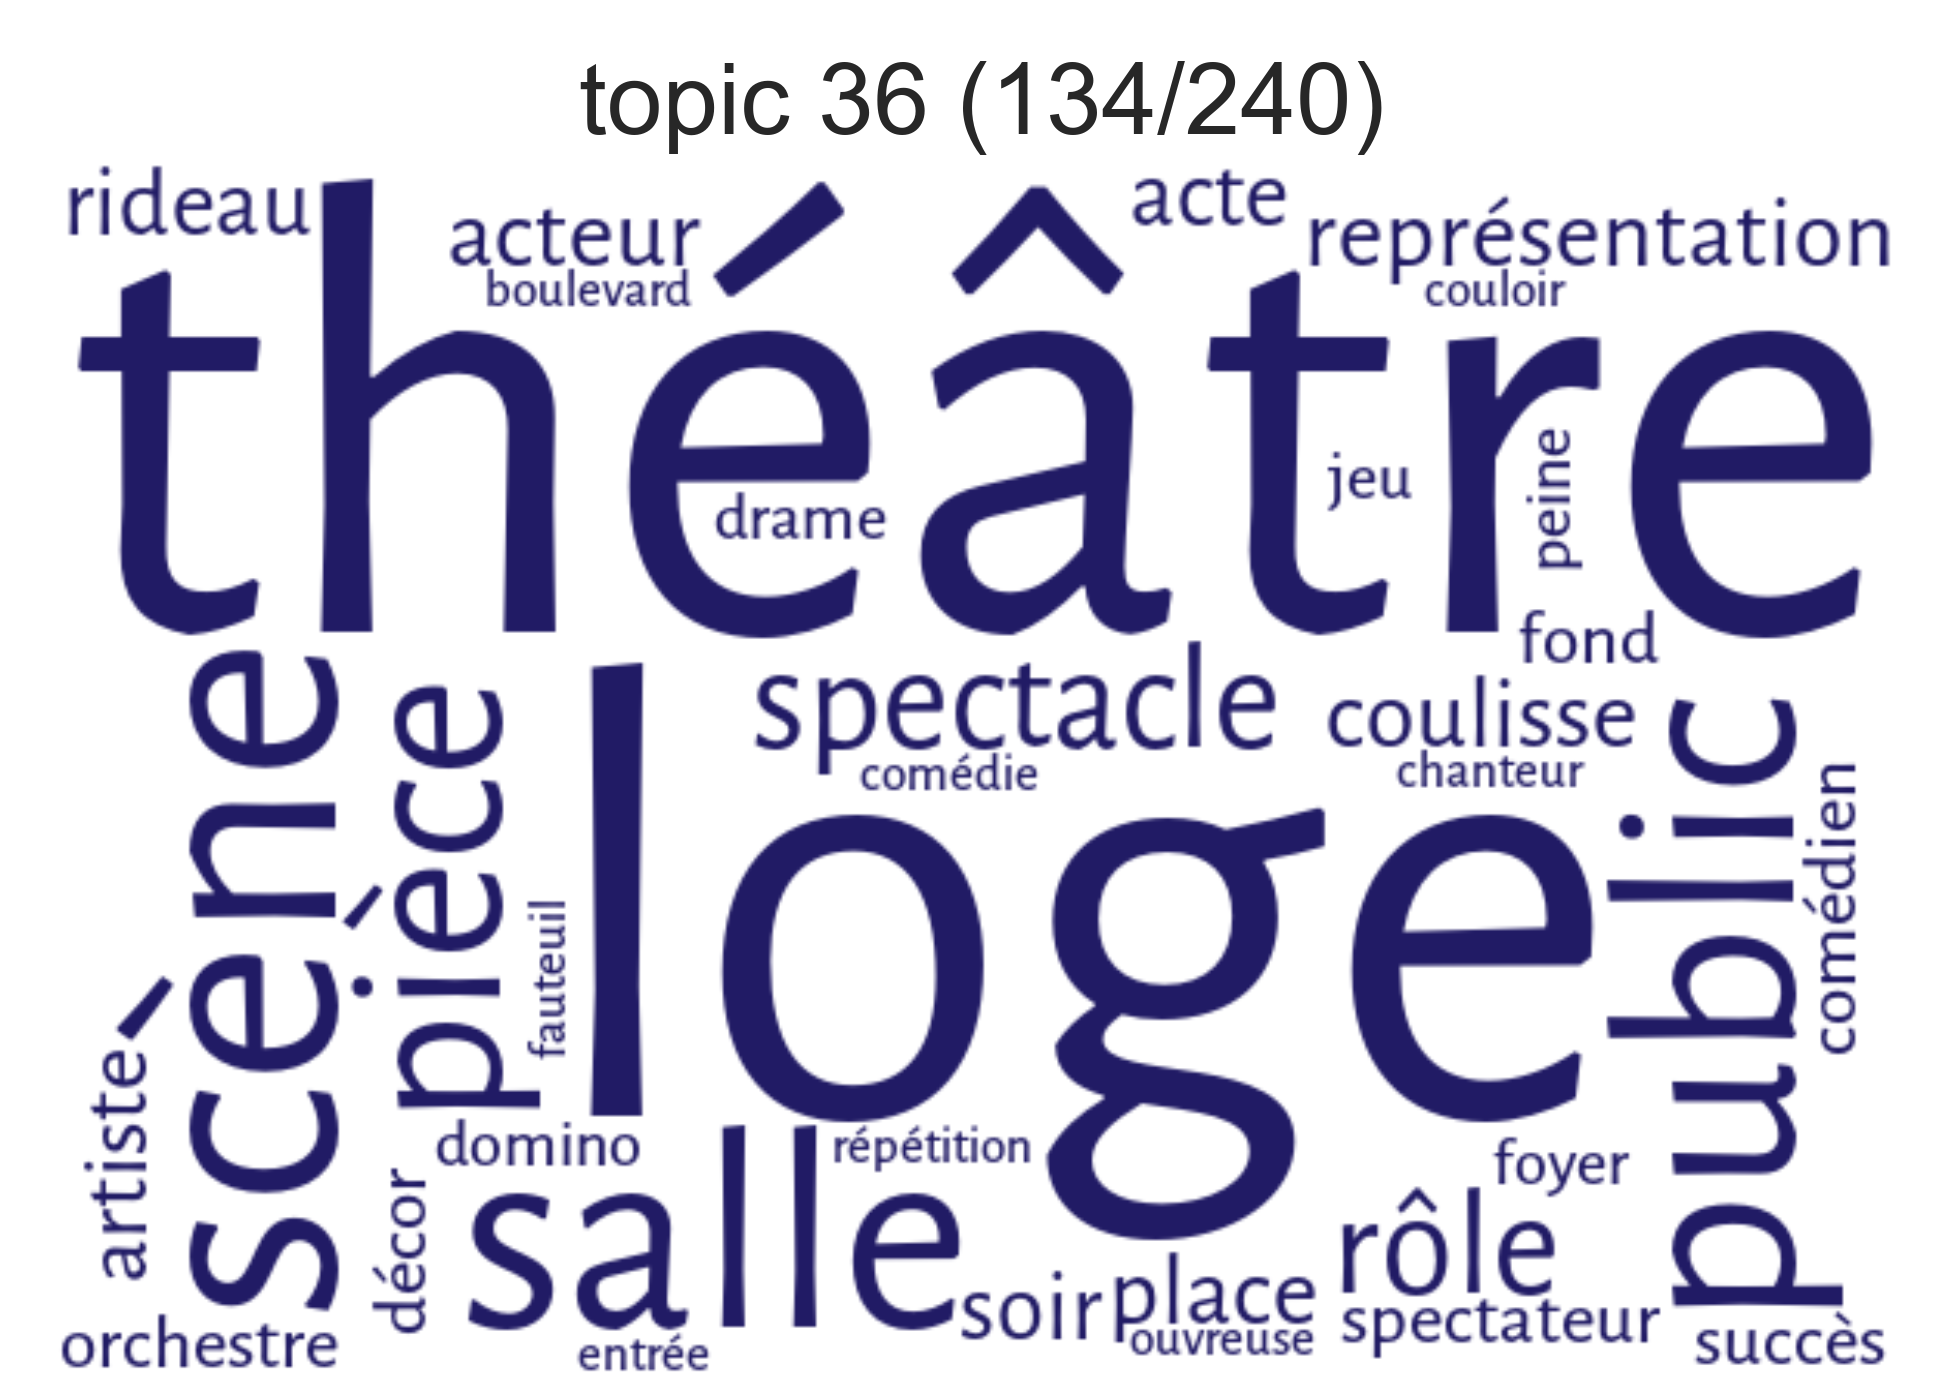 topic 36 (134/240)
rideau
acteur
acte
représentation
boulevard
couloir
théâtre
drame
jeu
peine
fond
scène
pièce
spectacle
coulisse
comédie
chanteur
public
comédien
loge
fauteuil
artiste
domino
répétition
foyer
décor
salle
rôle
soir
place
spectateur
orchestre
entrée
ouvreuse
succès